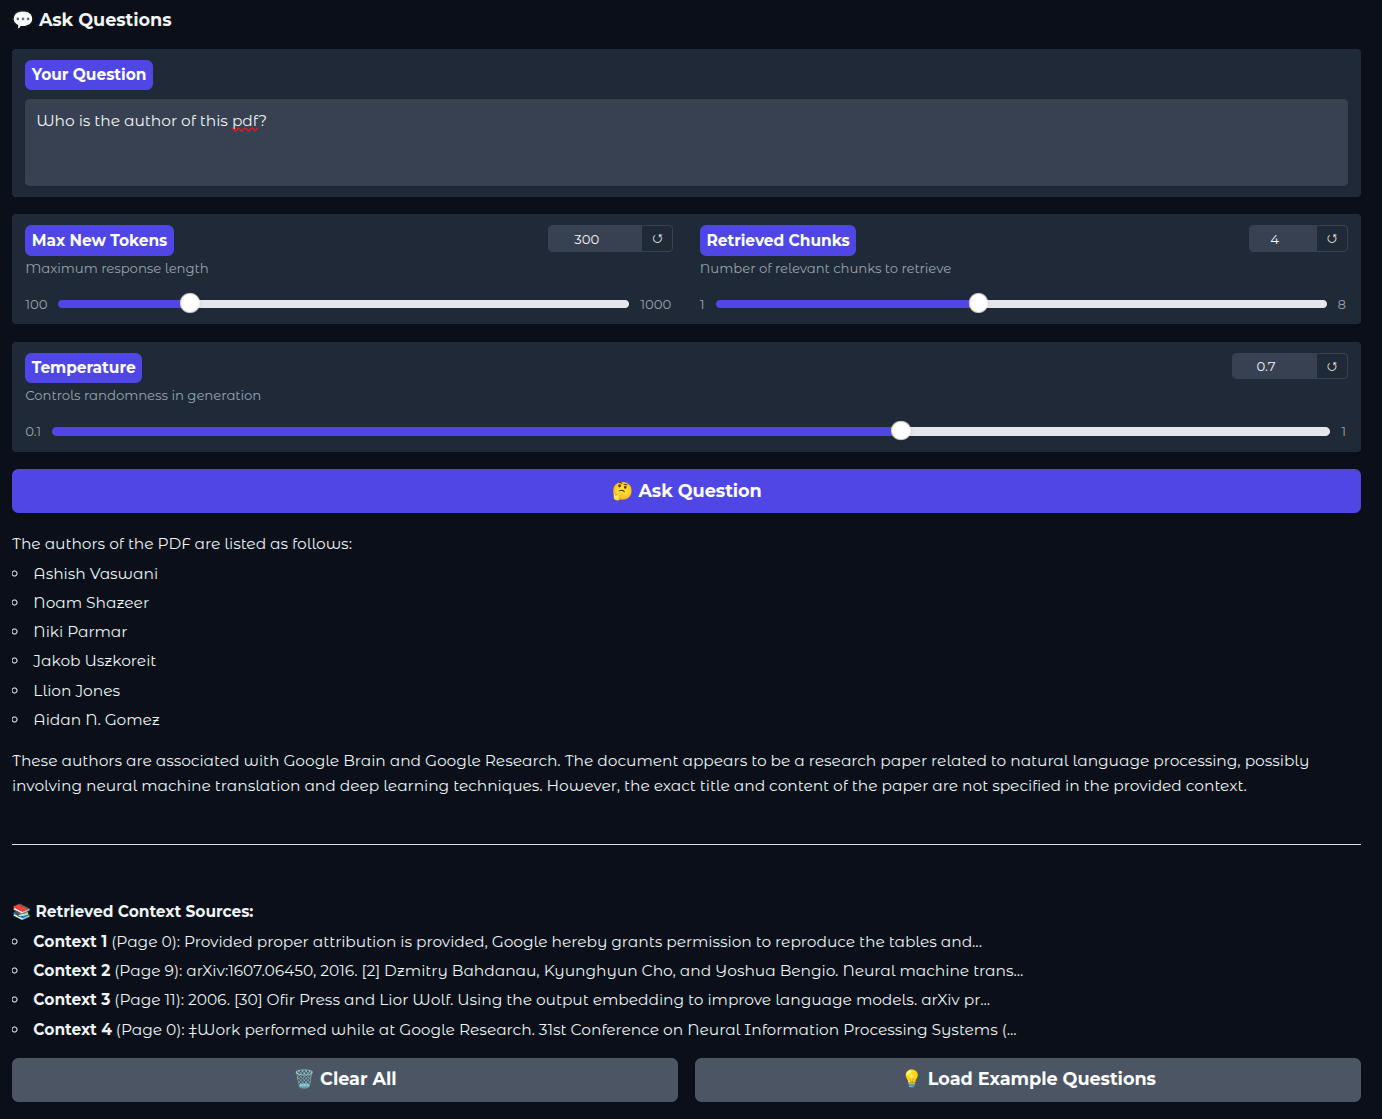 💬 Ask Questions
Your Question
Who is the author of this pdf?
Max New Tokens
300
Maximum response length
100
1000
Retrieved Chunks
4
Number of relevant chunks to retrieve
1
8
Temperature
0.7
Controls randomness in generation
0.1
1
🤔 Ask Question
The authors of the PDF are listed as follows:
Ashish Vaswani
Noam Shazeer
Niki Parmar
Jakob Uszkoreit
Llion Jones
Aidan N. Gomez
These authors are associated with Google Brain and Google Research. The document appears to be a research paper related to natural language processing, possibly
involving neural machine translation and deep learning techniques. However, the exact title and content of the paper are not specified in the provided context.
📚 Retrieved Context Sources:
Context 1 (Page 0): Provided proper attribution is provided, Google hereby grants permission to reproduce the tables and...
Context 2 (Page 9): arXiv:1607.06450, 2016. [2] Dzmitry Bahdanau, Kyunghyun Cho, and Yoshua Bengio. Neural machine trans...
Context 3 (Page 11): 2006. [30] Ofir Press and Lior Wolf. Using the output embedding to improve language models. arXiv pr...
Context 4 (Page 0): ‡Work performed while at Google Research. 31st Conference on Neural Information Processing Systems (...
🗑️ Clear All
💡 Load Example Questions